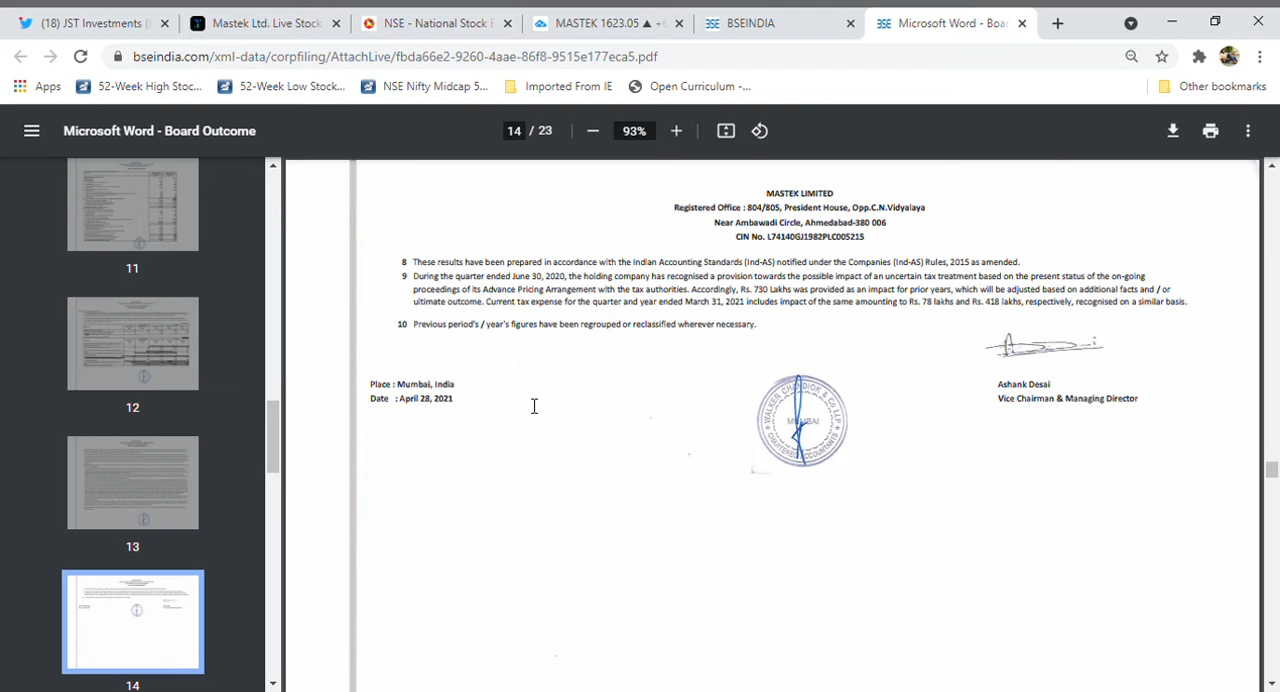 (18) JST Investments (
Mastek Ltd. Live Stock
NSE - National Stock E
MASTEK 1623.05 ▲ +6
BSEINDIA
Microsoft Word - Boa
bseindia.com/xml-data/corpfiling/AttachLive/fbda66e2-9260-4aae-86f8-9515e177eca5.pdf
Apps
52-Week High Stoc...
52-Week Low Stock...
NSE Nifty Midcap 5...
Imported From IE
Open Curriculum -...
Other bookmarks
Microsoft Word - Board Outcome
14 / 23
93%
11
12
13
14
MASTEK LIMITED
Registered Office : 804/805, President House, Opp.C.N.Vidyalaya
Near Ambawadi Circle, Ahmedabad-380 006
CIN No. L74140GJ1982PLC005215
8 These results have been prepared in accordance with the Indian Accounting Standards (Ind-AS) notified under the Companies (Ind-AS) Rules, 2015 as amended.
9 During the quarter ended June 30, 2020, the holding company has recognised a provision towards the possible impact of an uncertain tax treatment based on the present status of the on-going
proceedings of its Advance Pricing Arrangement with the tax authorities. Accordingly, Rs. 730 Lakhs was provided as an impact for prior years, which will be adjusted based on additional facts and / or
ultimate outcome. Current tax expense for the quarter and year ended March 31, 2021 includes impact of the same amounting to Rs. 78 lakhs and Rs. 418 lakhs, respectively, recognised on a similar basis.
10 Previous period's / year's figures have been regrouped or reclassified wherever necessary.
Place : Mumbai, India
Date : April 28, 2021
WALKER CHANDIOK & Co LLP
MUMBAI
CHARTERED ACCOUNTANTS
Ashank Desai
Vice Chairman & Managing Director